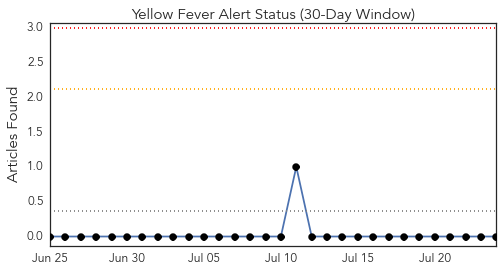 Yellow Fever Alert Status (30-Day Window)
Articles Found
3.0
2.5
2.0
1.5
1.0
0.5
0.0
Jun 25
Jun 30
Jul 05
Jul 10
Jul 15
Jul 20